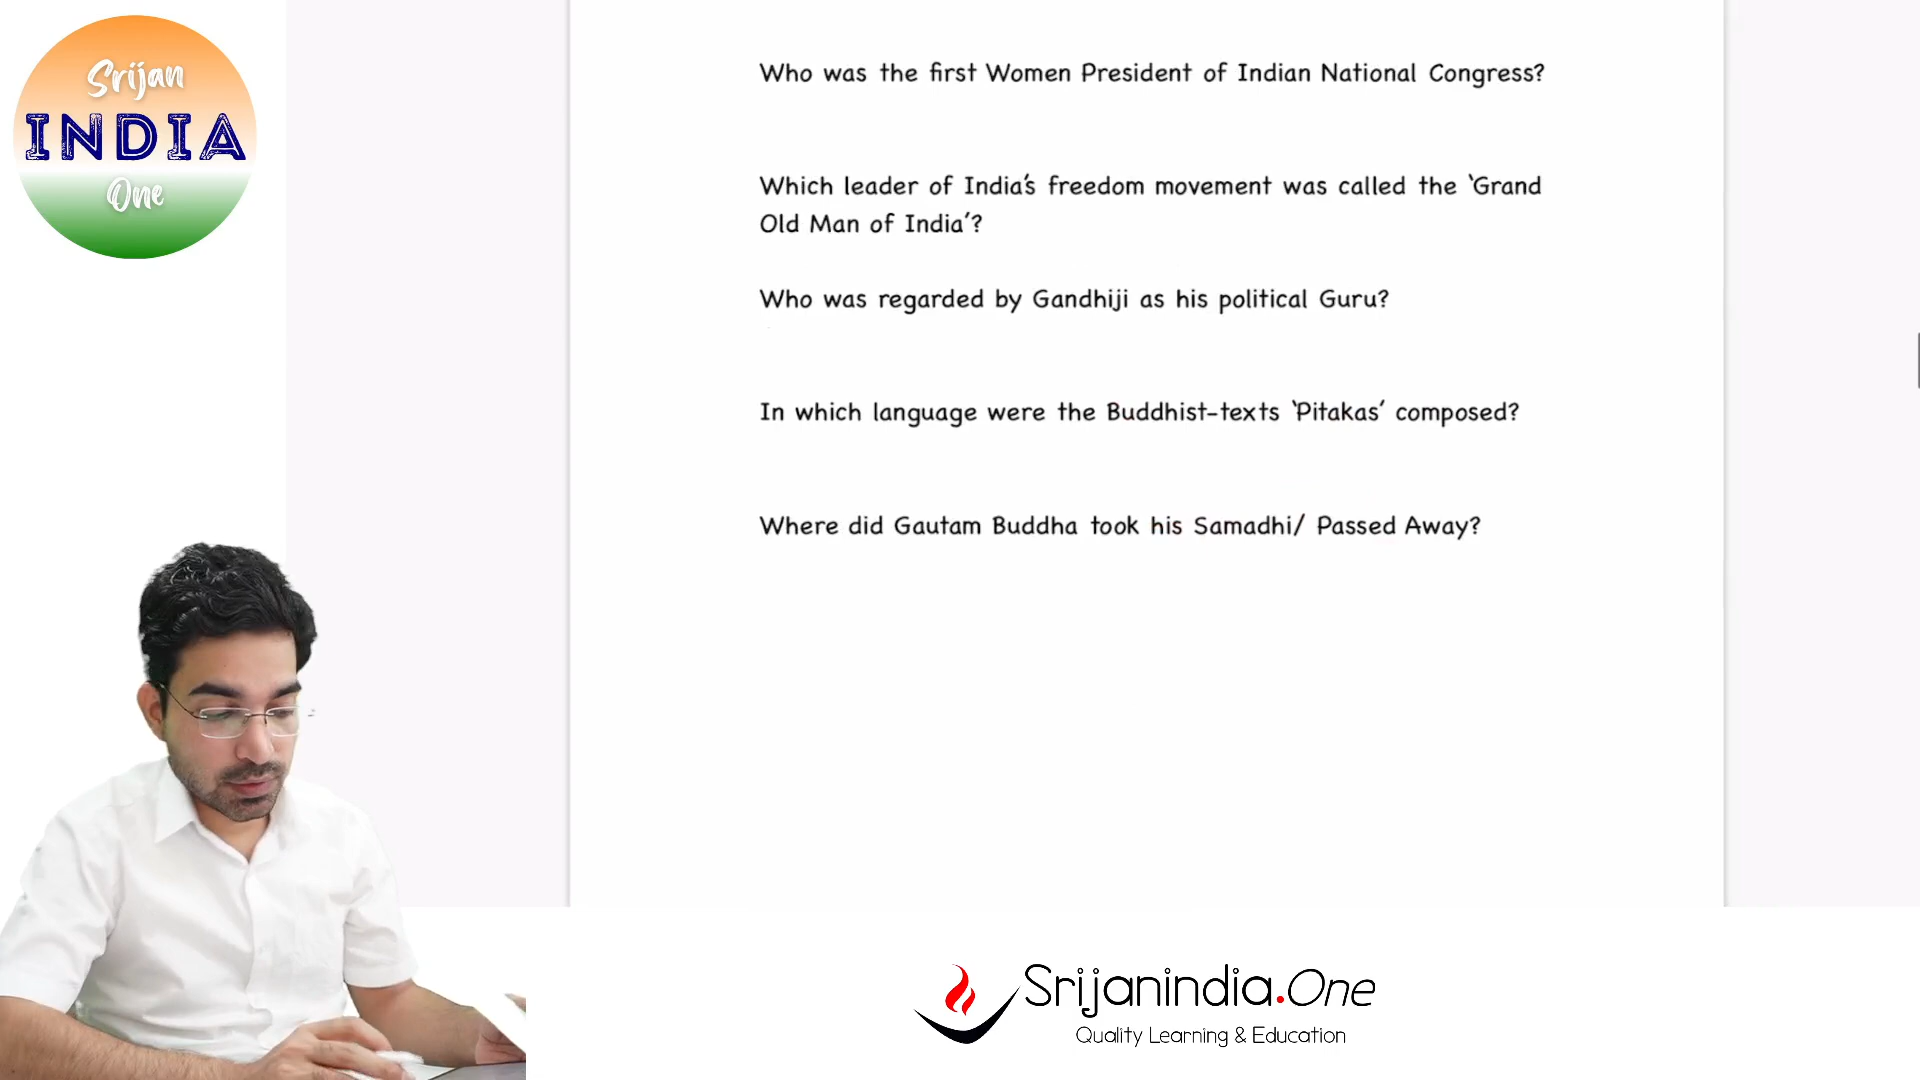 Srijan
INDIA
One
Who was the first Women President of Indian National Congress?
Which leader of India's freedom movement was called the 'Grand
Old Man of India'?
Who was regarded by Gandhiji as his political Guru?
In which language were the Buddhist-texts 'Pitakas' composed?
Where did Gautam Buddha took his Samadhi/ Passed Away?
Srijanindia.One
Quality Learning & Education